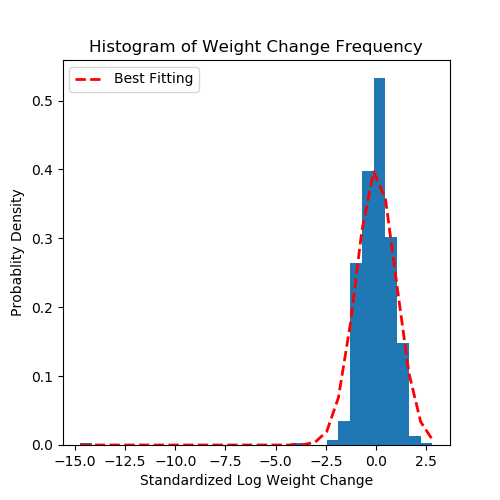 Histogram of Weight Change Frequency
Best Fitting
Probablity Density
0.5
0.4
0.3
0.2
0.1
0.0
−15.0 −12.5 −10.0 −7.5 −5.0 −2.5 0.0 2.5
Standardized Log Weight Change